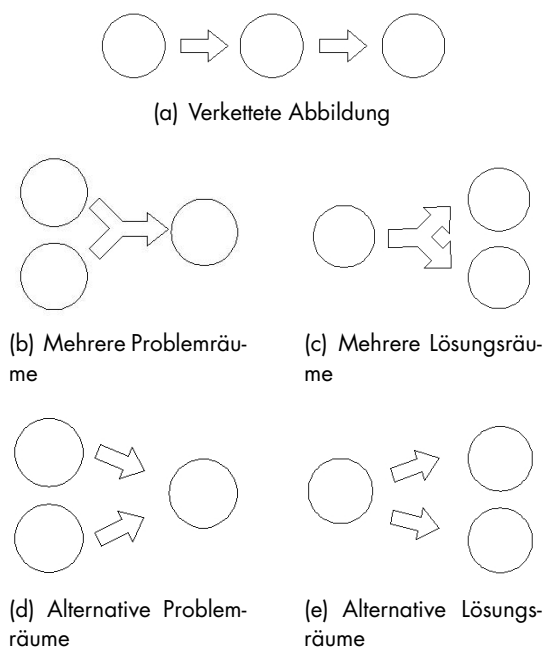 (a) Verkettete Abbildung
(b) Mehrere Problemräu-
me
(c) Mehrere Lösungsräu-
me
(d) Alternative Problem-
räume
(e) Alternative Lösungs-
räume